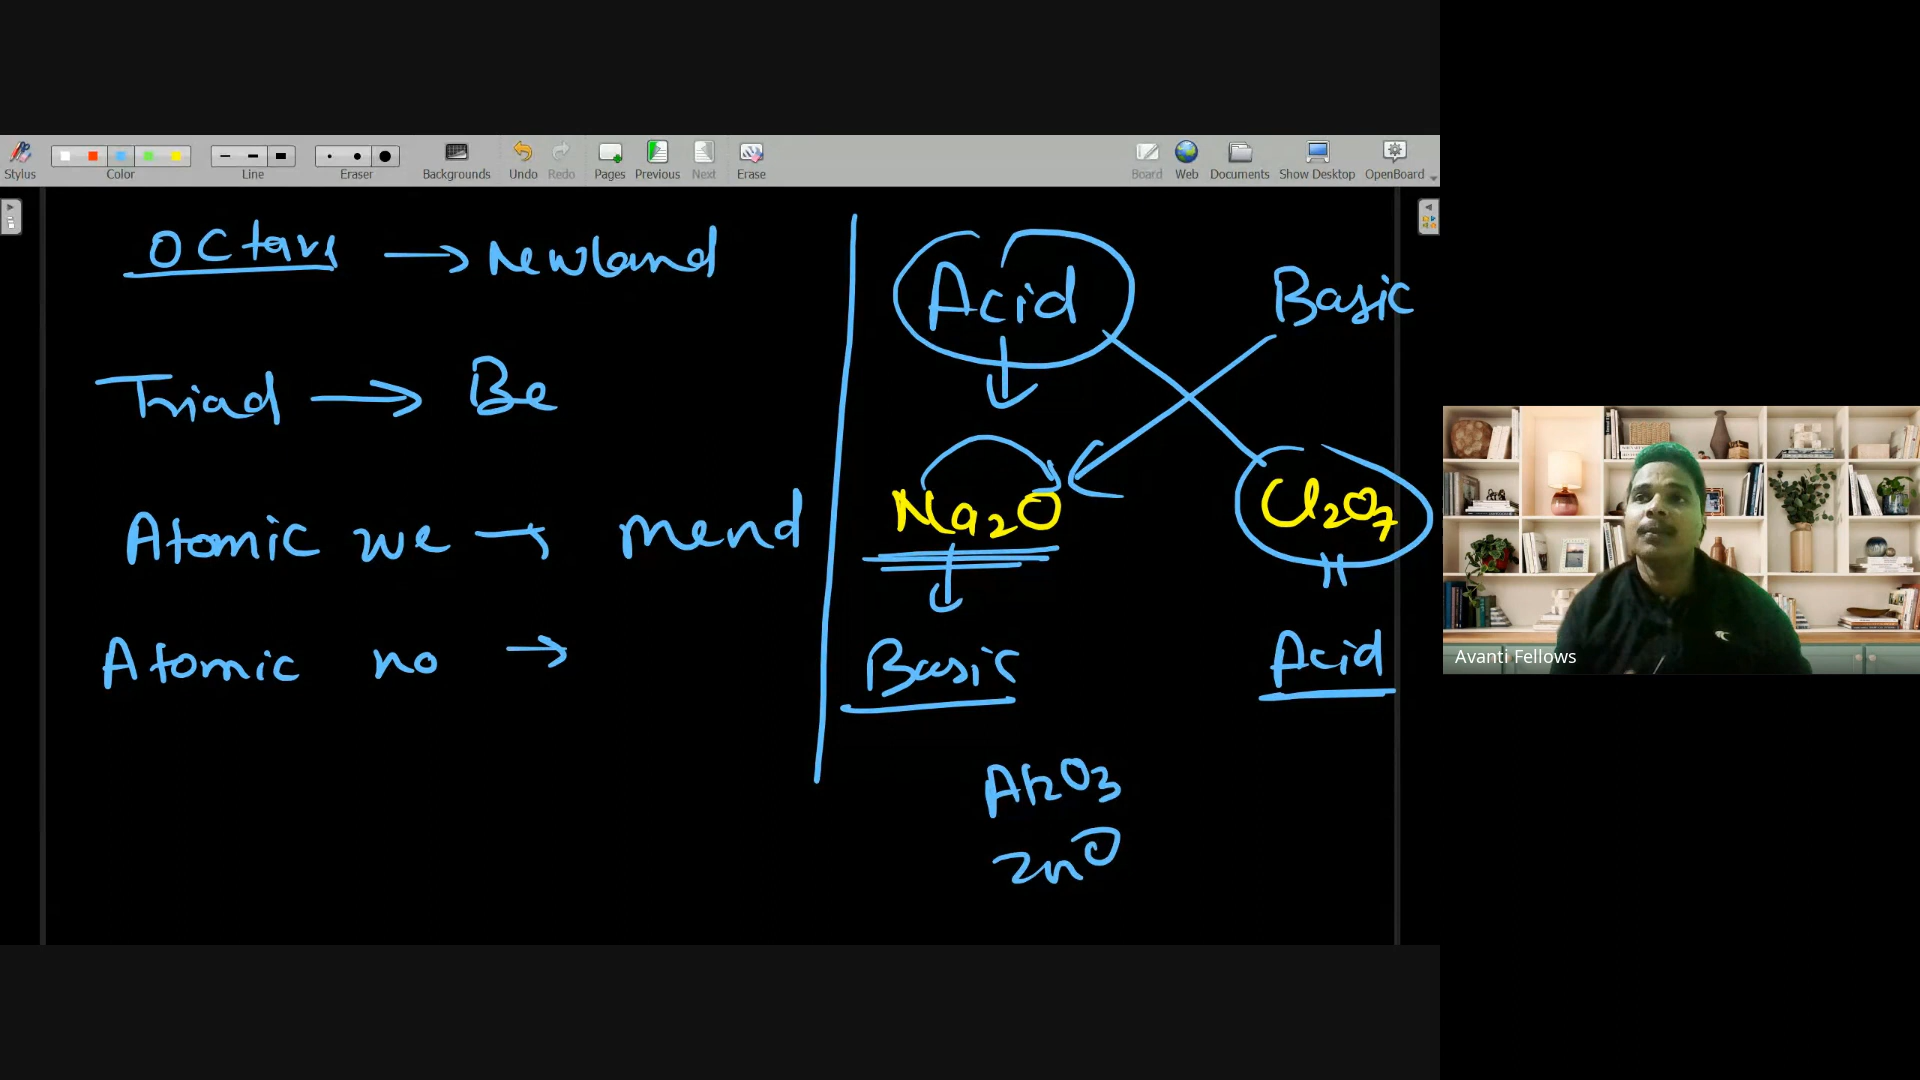 Stylus
Color
Line
Eraser
Backgrounds
Undo
Redo
Pages
Previous
Next
Erase
Board
Web
Documents
Show Desktop
OpenBoard
Octavs → Newland
Triad → Be
Atomic we → mend
Atomic no →
Acid Basic
Na2O Cl2O7
Basic Acid
Al2O3
ZnO
Avanti Fellows